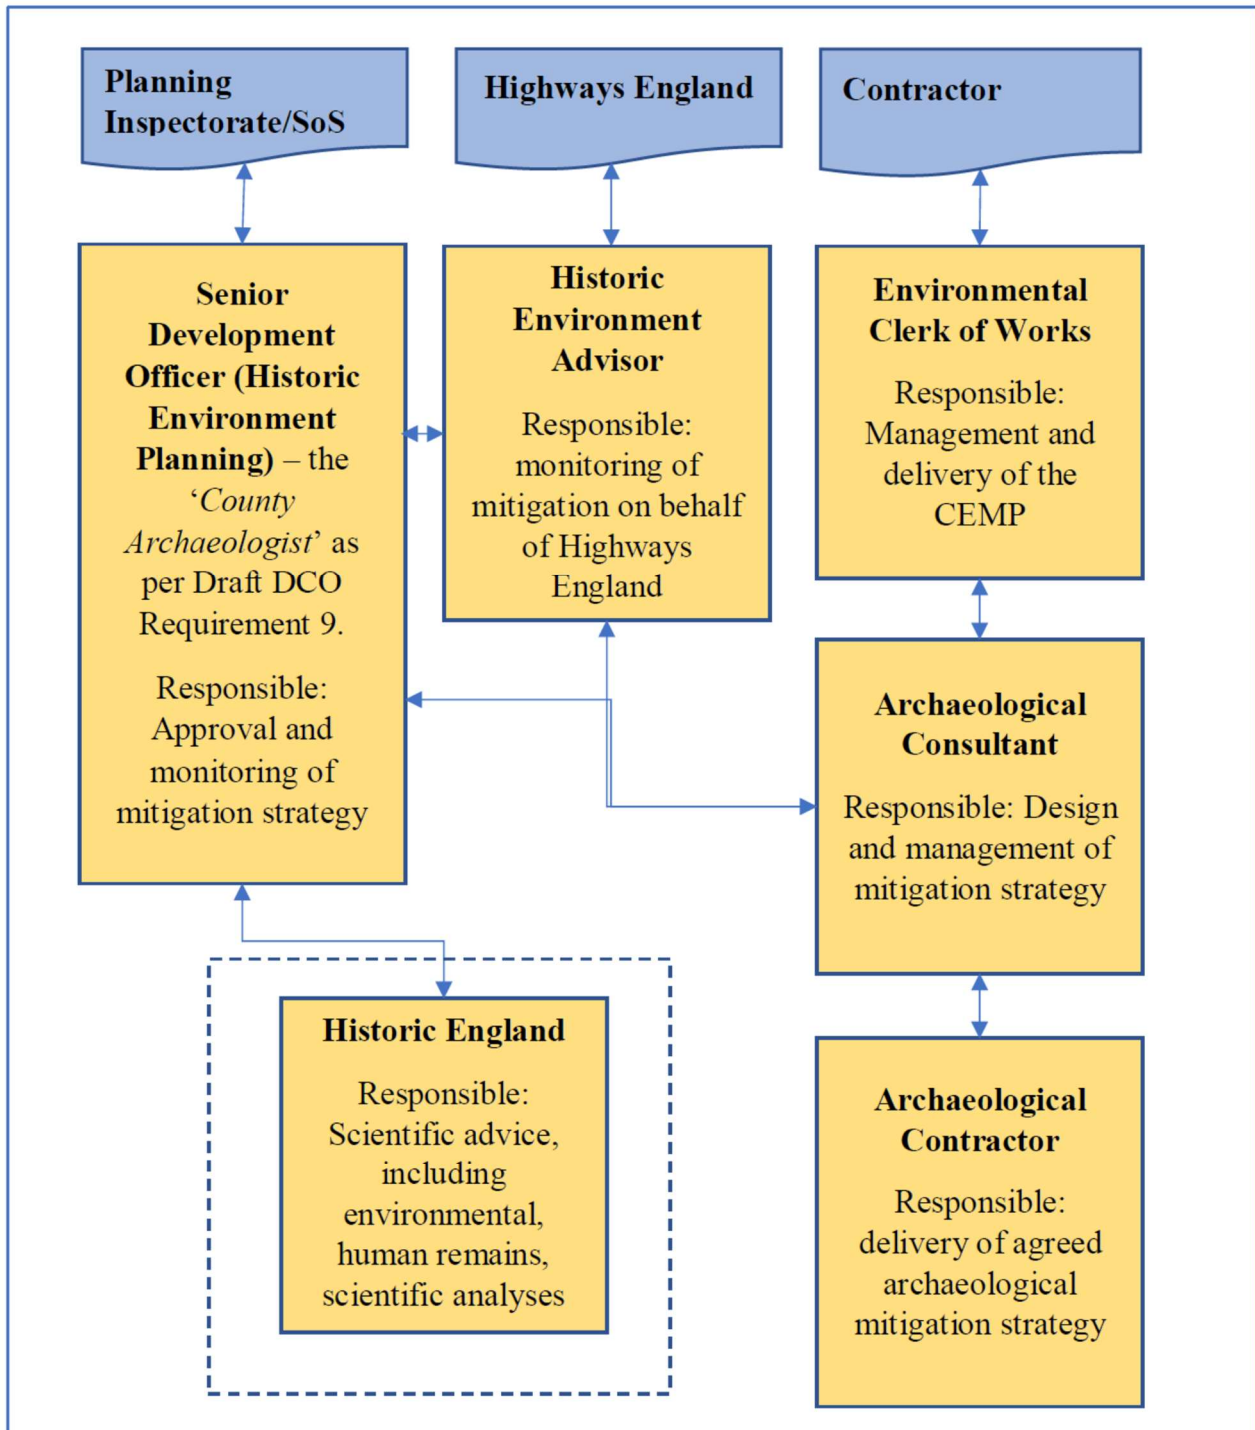 Planning
Inspectorate/SoS
Highways England
Contractor
Senior
Development
Officer (Historic
Environment
Planning) – the
‘County
Archaeologist’ as
per Draft DCO
Requirement 9.
Responsible:
Approval and
monitoring of
mitigation strategy
Historic
Environment
Advisor
Responsible:
monitoring of
mitigation on behalf
of Highways
England
Environmental
Clerk of Works
Responsible:
Management and
delivery of the
CEMP
Archaeological
Consultant
Responsible: Design
and management of
mitigation strategy
Historic England
Responsible:
Scientific advice,
including
environmental,
human remains,
scientific analyses
Archaeological
Contractor
Responsible:
delivery of agreed
archaeological
mitigation strategy